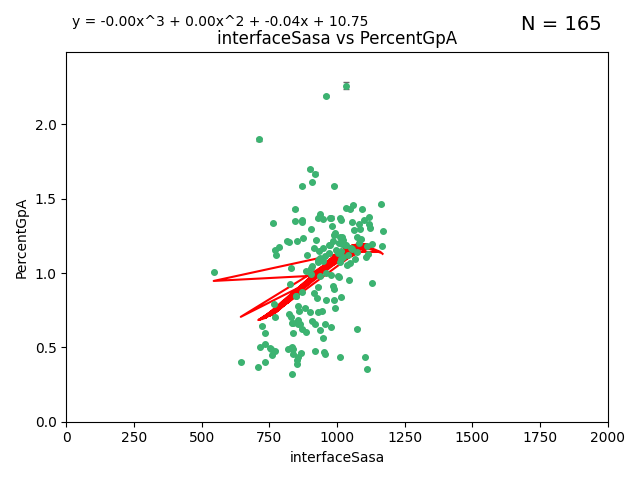 y = -0.00x^3 + 0.00x^2 + -0.04x + 10.75
N = 165
interfaceSasa vs PercentGpA
PercentGpA
2.0
1.5
1.0
0.5
0.0
0 250 500 750 1000 1250 1500 1750 2000
interfaceSasa